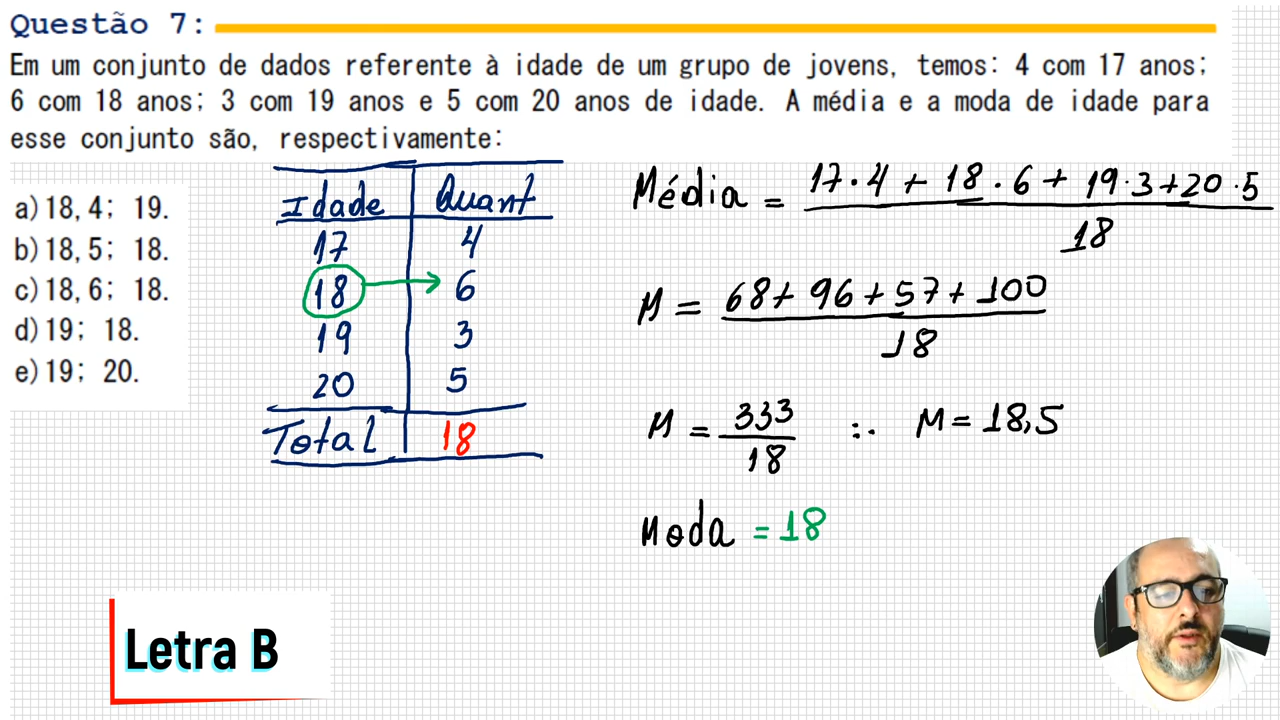 Questão 7:
Em um conjunto de dados referente à idade de um grupo de jovens, temos: 4 com 17 anos;
6 com 18 anos; 3 com 19 anos e 5 com 20 anos de idade. A média e a moda de idade para
esse conjunto são, respectivamente:
a) 18,4; 19.
b) 18,5; 18.
c) 18,6; 18.
d) 19; 18.
e) 19; 20.
Idade Quant
17 4
18 → 6
19 3
20 5
Total 18
Média = 17·4 + 18·6 + 19·3 + 20·5
18
M = 68 + 96 + 57 + 100
18
M = 333 / 18 ∴ M = 18,5
Moda = 18
Letra B